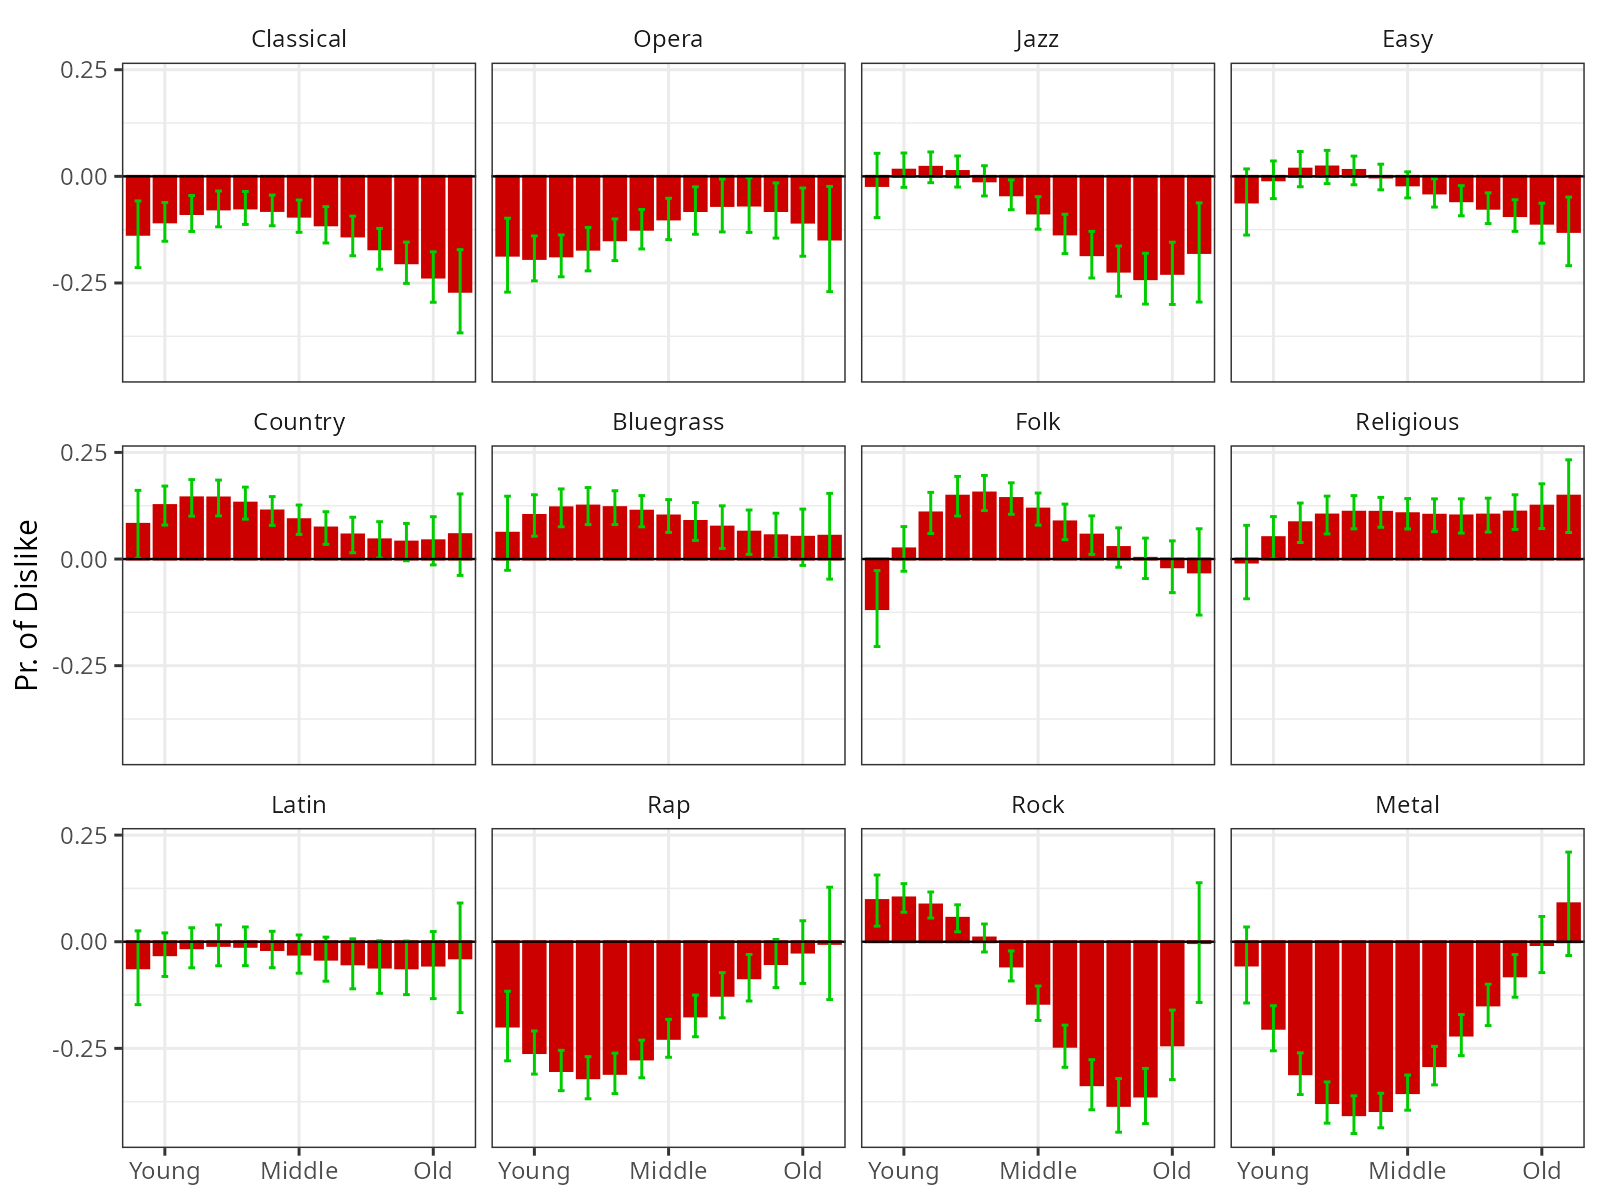 Classical Opera Jazz Easy
0.25
0.00
-0.25
Country Bluegrass Folk Religious
0.25
0.00
-0.25
Pr. of Dislike
Latin Rap Rock Metal
0.25
0.00
-0.25
Young Middle Old Young Middle Old Young Middle Old Young Middle Old